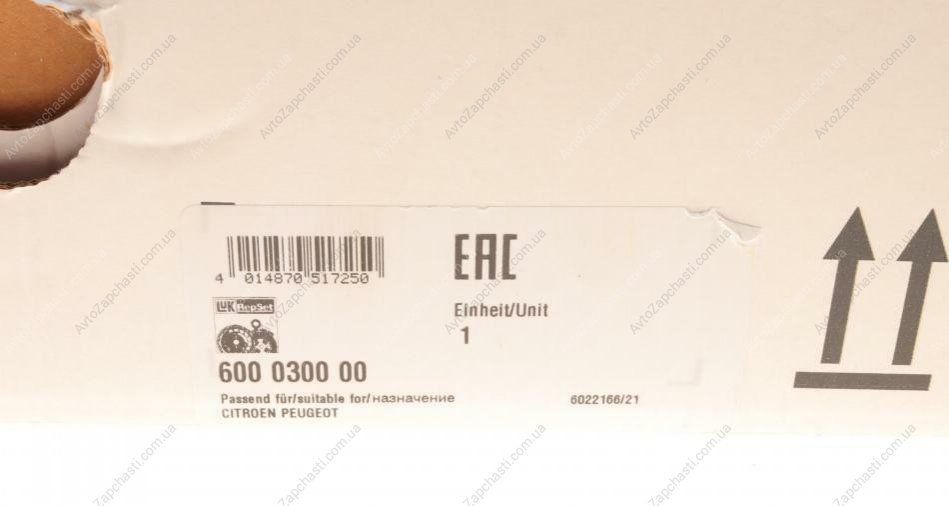 4 014870 517250
EAC
LuK RepSet
Einheit/Unit
1
600 0300 00
Passend für/suitable for/назначение
6022166/21
CITROEN PEUGEOT
AvtoZapchasti.com.ua